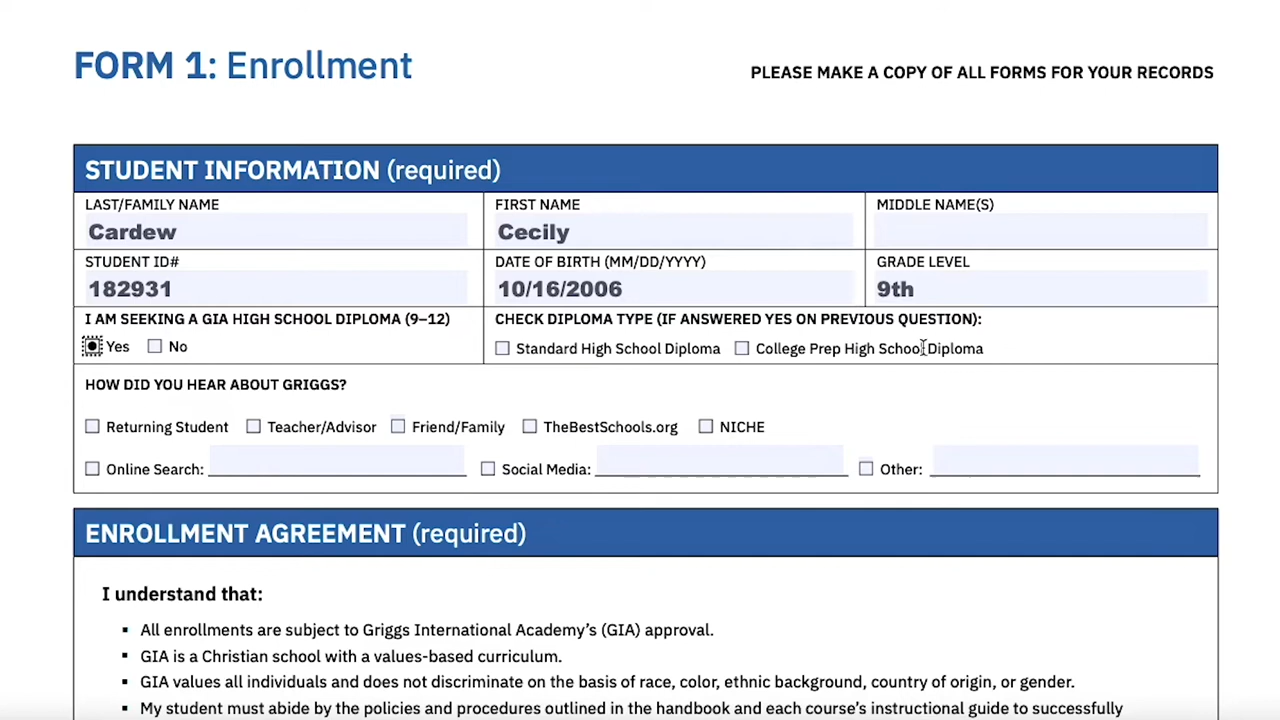 FORM 1: Enrollment
PLEASE MAKE A COPY OF ALL FORMS FOR YOUR RECORDS
STUDENT INFORMATION (required)
LAST/FAMILY NAME FIRST NAME MIDDLE NAME(S)
Cardew Cecily
STUDENT ID# DATE OF BIRTH (MM/DD/YYYY) GRADE LEVEL
182931 10/16/2006 9th
I AM SEEKING A GIA HIGH SCHOOL DIPLOMA (9–12) CHECK DIPLOMA TYPE (IF ANSWERED YES ON PREVIOUS QUESTION):
Yes No Standard High School Diploma College Prep High School Diploma
HOW DID YOU HEAR ABOUT GRIGGS?
Returning Student Teacher/Advisor Friend/Family TheBestSchools.org NICHE
Online Search: Social Media: Other:
ENROLLMENT AGREEMENT (required)
I understand that:
▪ All enrollments are subject to Griggs International Academy’s (GIA) approval.
▪ GIA is a Christian school with a values-based curriculum.
▪ GIA values all individuals and does not discriminate on the basis of race, color, ethnic background, country of origin, or gender.
▪ My student must abide by the policies and procedures outlined in the handbook and each course’s instructional guide to successfully